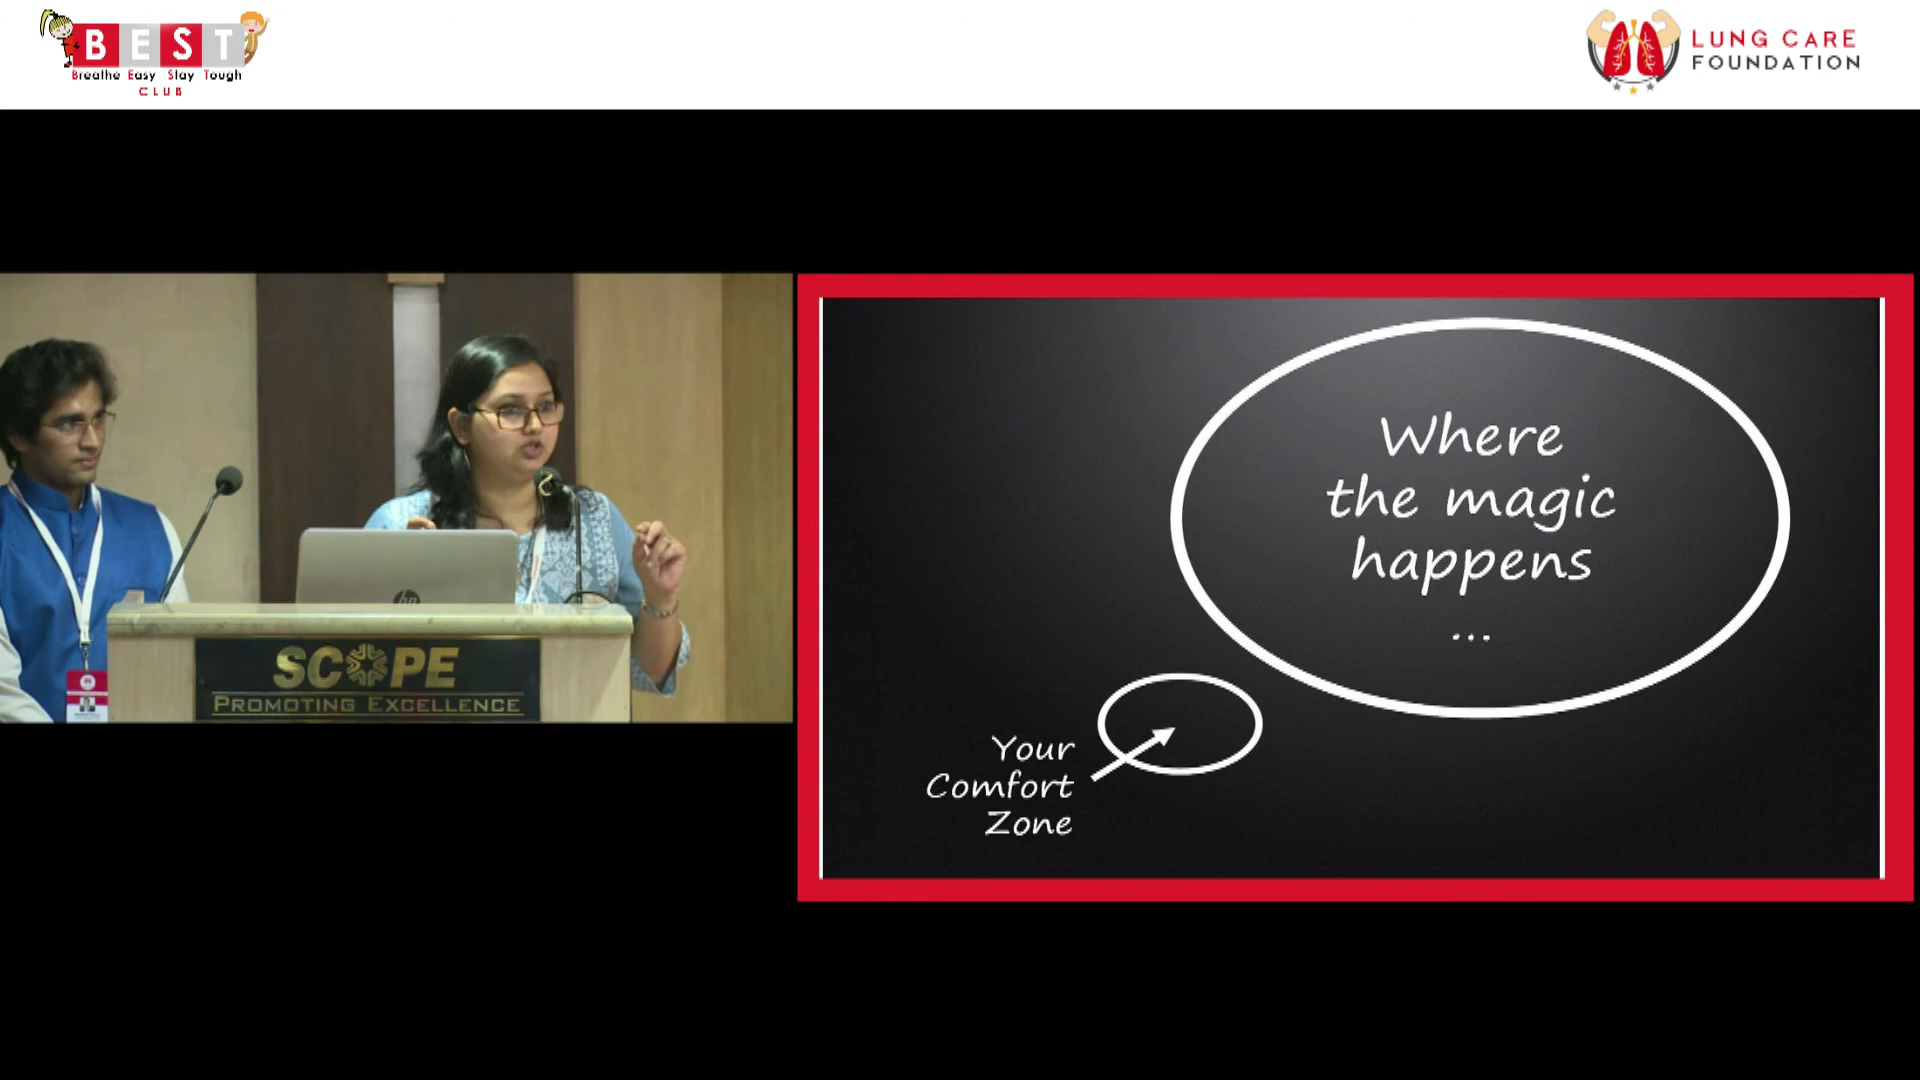 BEST
Breathe Easy Stay Tough
CLUB
LUNG CARE
FOUNDATION
Where
the magic
happens
...
Your
Comfort
Zone
hp
SCOPE
PROMOTING EXCELLENCE